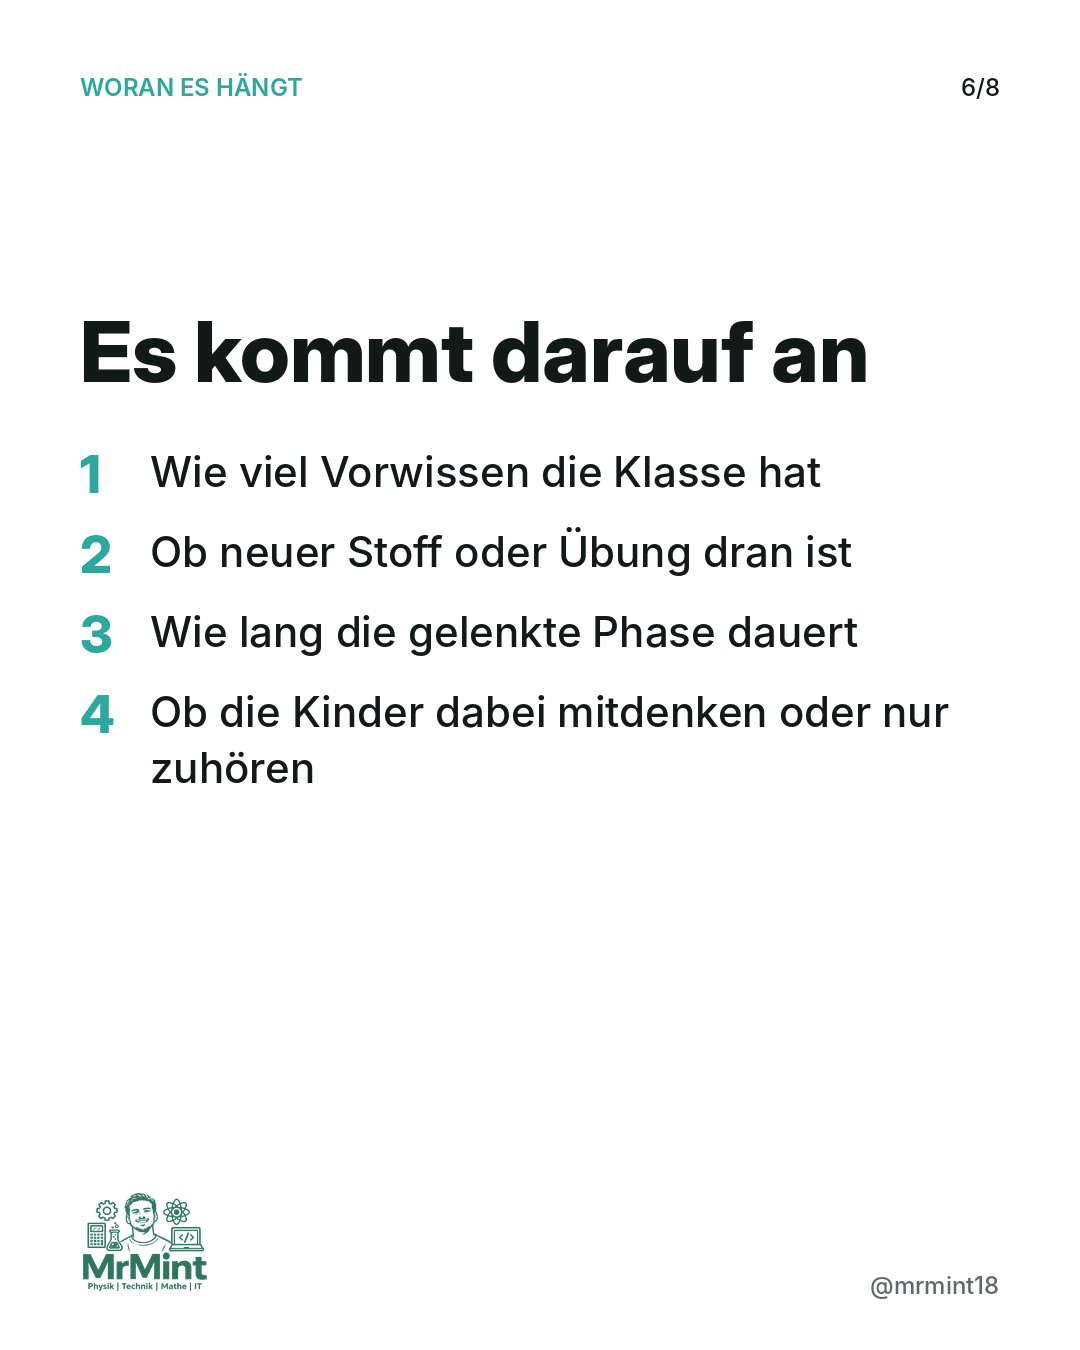 WORAN ES HÄNGT
6/8
Es kommt darauf an
1 Wie viel Vorwissen die Klasse hat
2 Ob neuer Stoff oder Übung dran ist
3 Wie lang die gelenkte Phase dauert
4 Ob die Kinder dabei mitdenken oder nur
zuhören
MrMint
Physik | Technik | Mathe | IT
@mrmint18